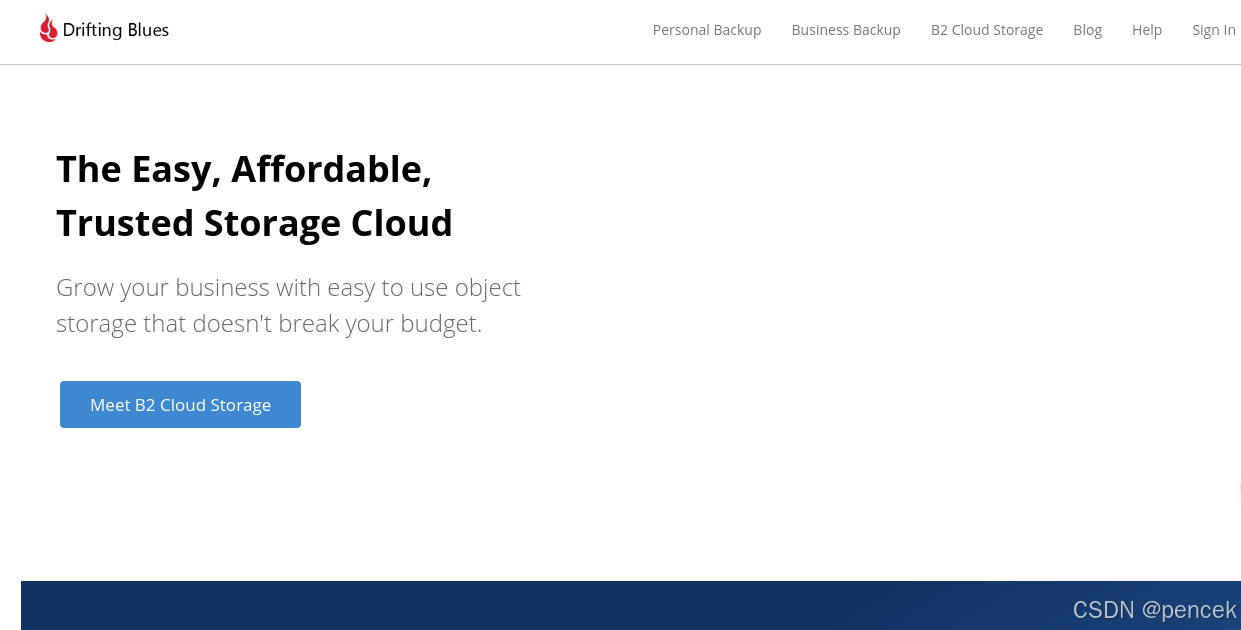 Drifting Blues
Personal Backup Business Backup B2 Cloud Storage Blog Help Sign In
The Easy, Affordable,
Trusted Storage Cloud
Grow your business with easy to use object
storage that doesn't break your budget.
Meet B2 Cloud Storage
CSDN @pencek